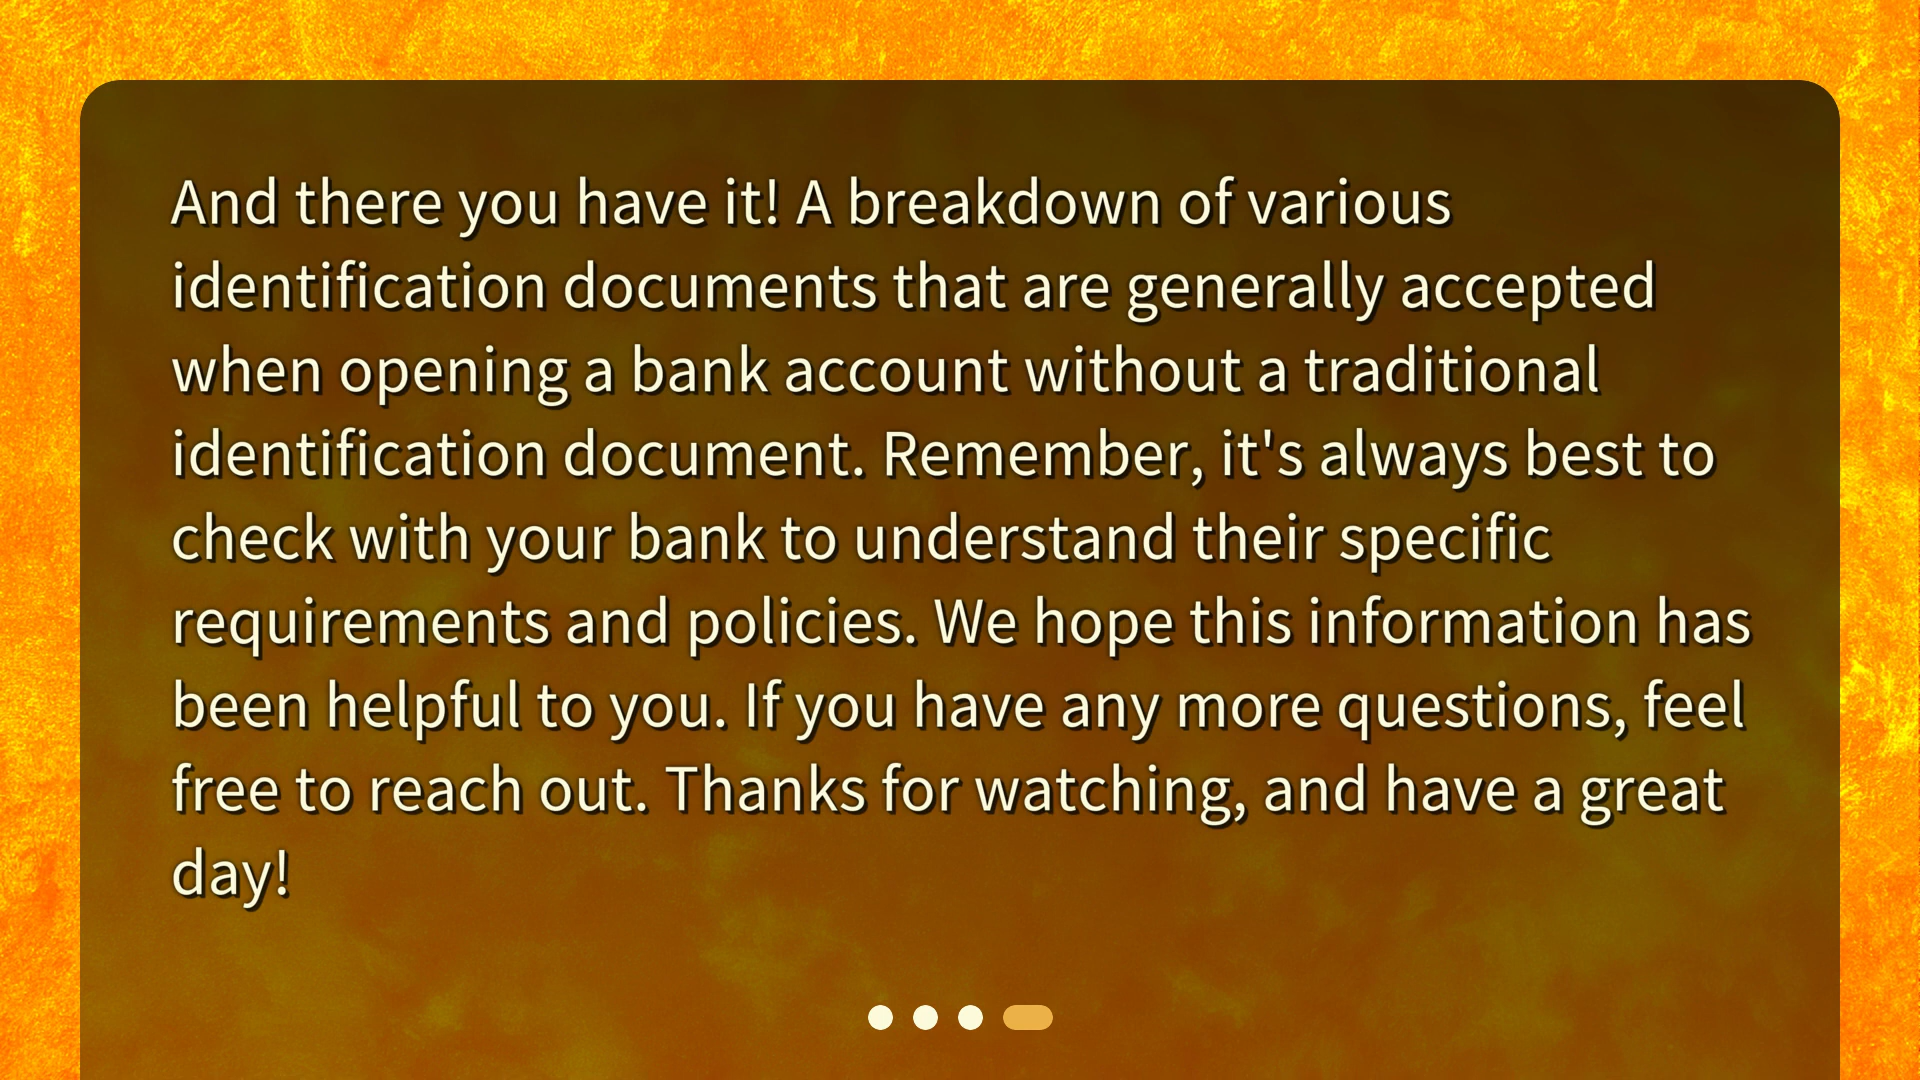 And there you have it! A breakdown of various
identification documents that are generally accepted
when opening a bank account without a traditional
identification document. Remember, it's always best to
check with your bank to understand their specific
requirements and policies. We hope this information has
been helpful to you. If you have any more questions, feel
free to reach out. Thanks for watching, and have a great
day!